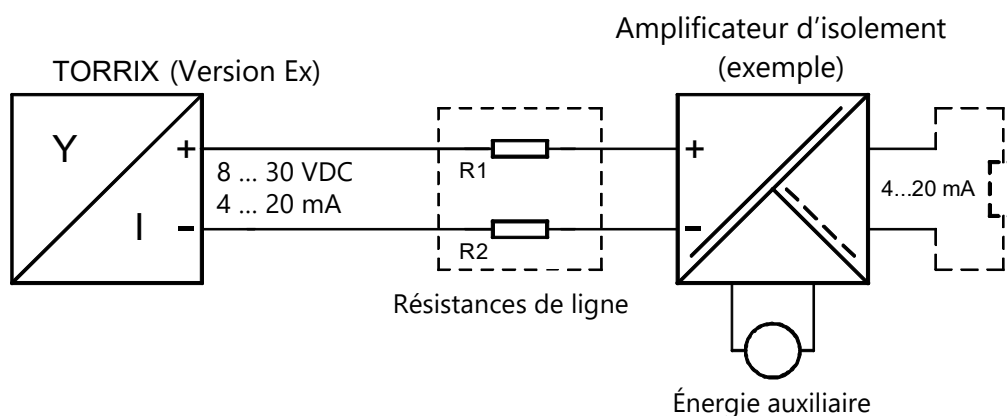 Amplificateur d'isolement
(exemple)
TORRIX (Version Ex)
Y
I
+
-
8 ... 30 VDC
4 ... 20 mA
R1
R2
Résistances de ligne
+
-
4...20 mA
Énergie auxiliaire